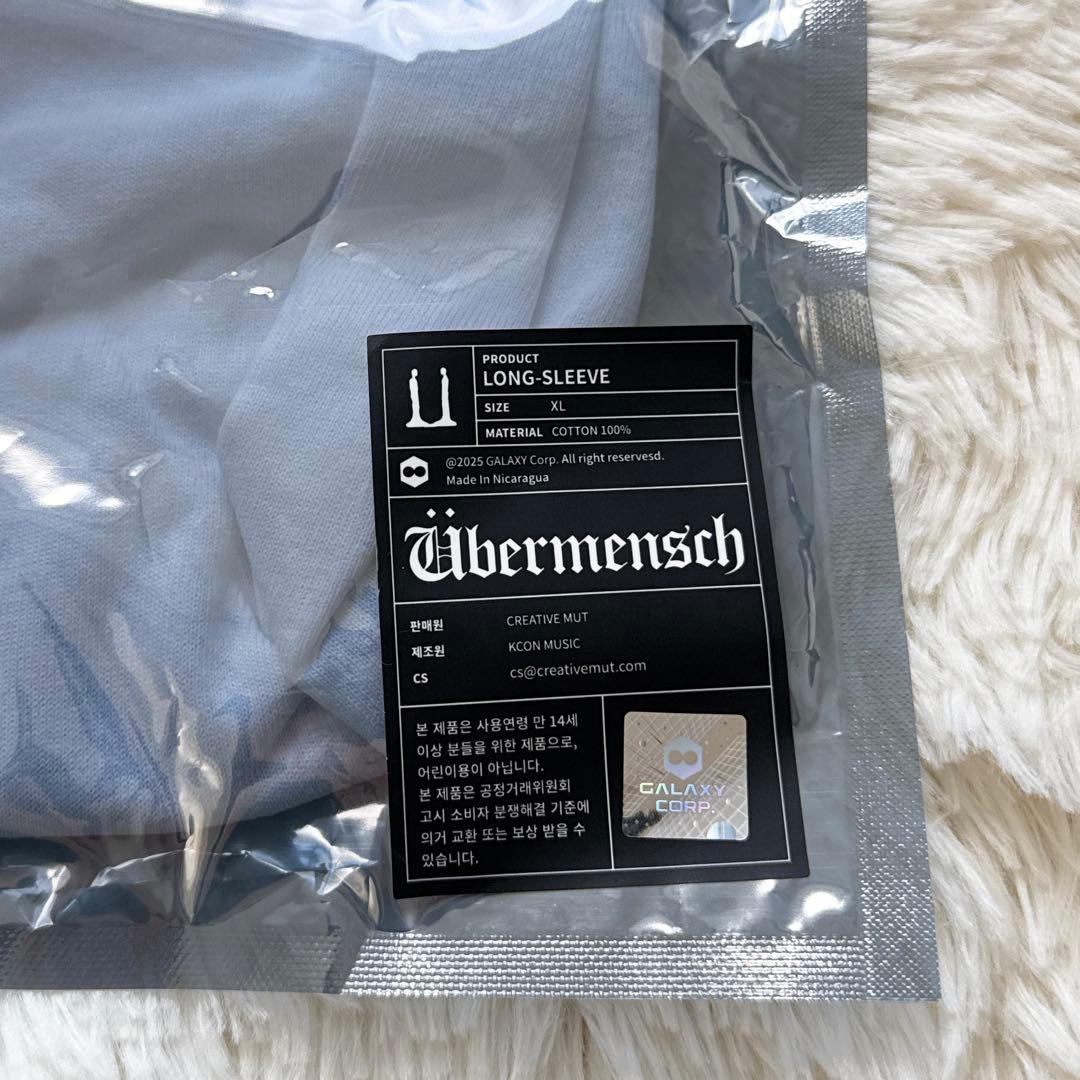 PRODUCT
LONG-SLEEVE
SIZE XL
MATERIAL COTTON 100%
@2025 GALAXY Corp. All right reservesd.
Made In Nicaragua
Übermensch
판매원 CREATIVE MUT
제조원 KCON MUSIC
CS cs@creativemut.com
본 제품은 사용연령 만 14세
이상 분들을 위한 제품으로,
어린이용이 아닙니다.
본 제품은 공정거래위원회
고시 소비자 분쟁해결 기준에
의거 교환 또는 보상 받을 수
있습니다.
GALAXY
CORP.